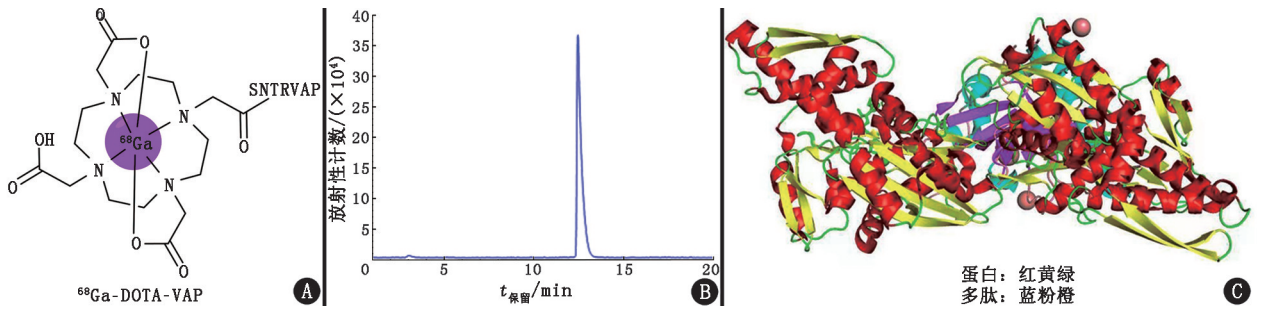 O
O
N
N
SNTRVAP
OH
⁶⁸Ga
O
O
N
N
O
O
⁶⁸Ga-DOTA-VAP
A
放射性计数/(×10⁴)
40
35
30
25
20
15
10
5
0
5
10
15
20
t保留/min
B
蛋白：红黄绿
多肽：蓝粉橙
C